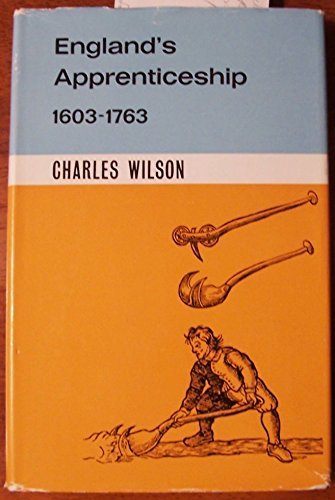 England's
Apprenticeship
1603-1763
CHARLES WILSON